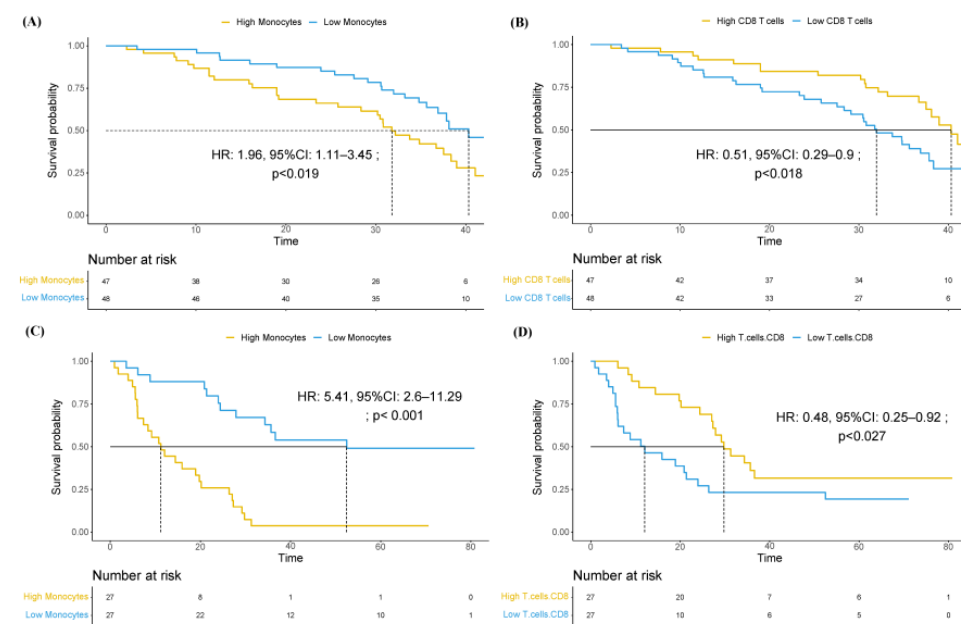 (A)
High Monocytes Low Monocytes
Survival probability
1.00
0.75
0.50
0.25
0.00
HR: 1.96, 95%CI: 1.11–3.45 ;
p<0.019
0 10 20 30 40
Time
Number at risk
High Monocytes 47 38 30 26 6
Low Monocytes 48 46 40 35 10
(B)
High CD8 T cells Low CD8 T cells
Survival probability
1.00
0.75
0.50
0.25
0.00
HR: 0.51, 95%CI: 0.29–0.9 ;
p<0.018
0 10 20 30 40
Time
Number at risk
High CD8 T cells 47 42 37 34 10
Low CD8 T cells 48 42 33 27 6
(C)
High Monocytes Low Monocytes
Survival probability
1.00
0.75
0.50
0.25
0.00
HR: 5.41, 95%CI: 2.6–11.29
; p< 0.001
0 20 40 60 80
Time
Number at risk
High Monocytes 27 8 1 1 0
Low Monocytes 27 22 12 10 1
(D)
High T.cells.CD8 Low T.cells.CD8
Survival probability
1.00
0.75
0.50
0.25
0.00
HR: 0.48, 95%CI: 0.25–0.92 ;
p<0.027
0 20 40 60 80
Time
Number at risk
High T.cells.CD8 27 20 7 6 1
Low T.cells.CD8 27 10 6 5 0